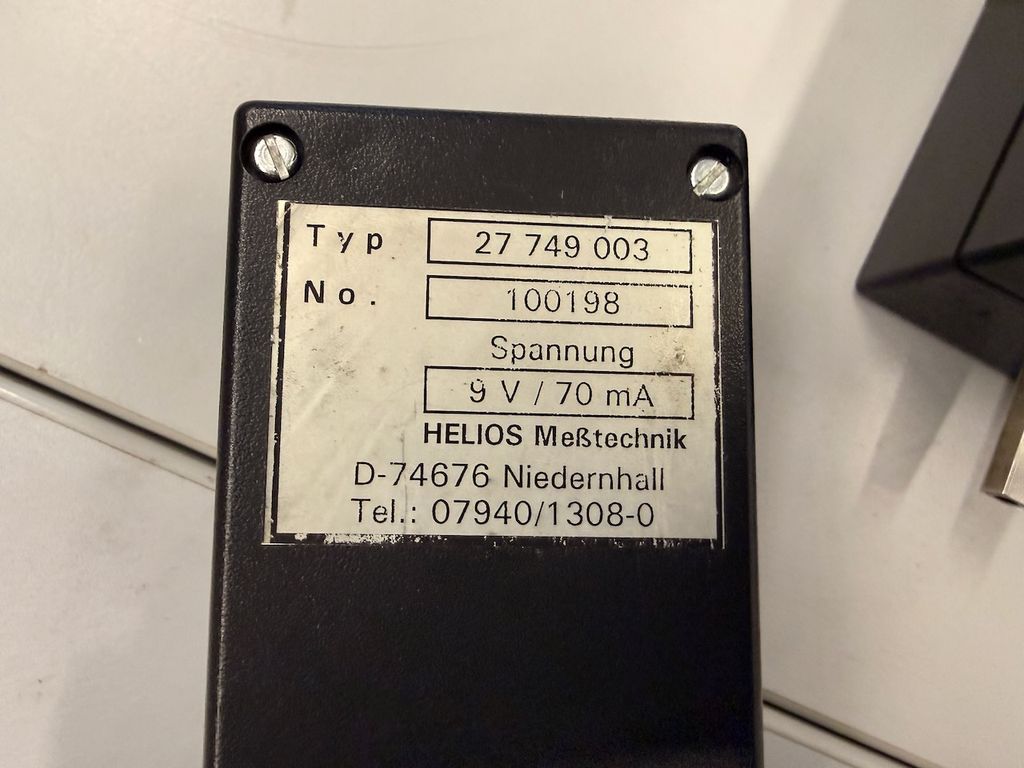 Typ 27 749 003
No. 100198
Spannung
9 V / 70 mA
HELIOS Meßtechnik
D-74676 Niedernhall
Tel.: 07940/1308-0